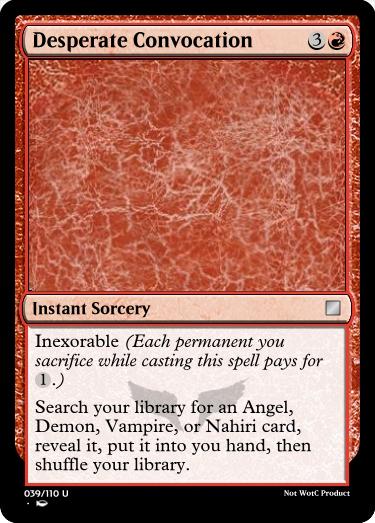 Desperate Convocation 3
Instant Sorcery
Inexorable (Each permanent you
sacrifice while casting this spell pays for
1.)
Search your library for an Angel,
Demon, Vampire, or Nahiri card,
reveal it, put it into you hand, then
shuffle your library.
039/110 U
Not WotC Product